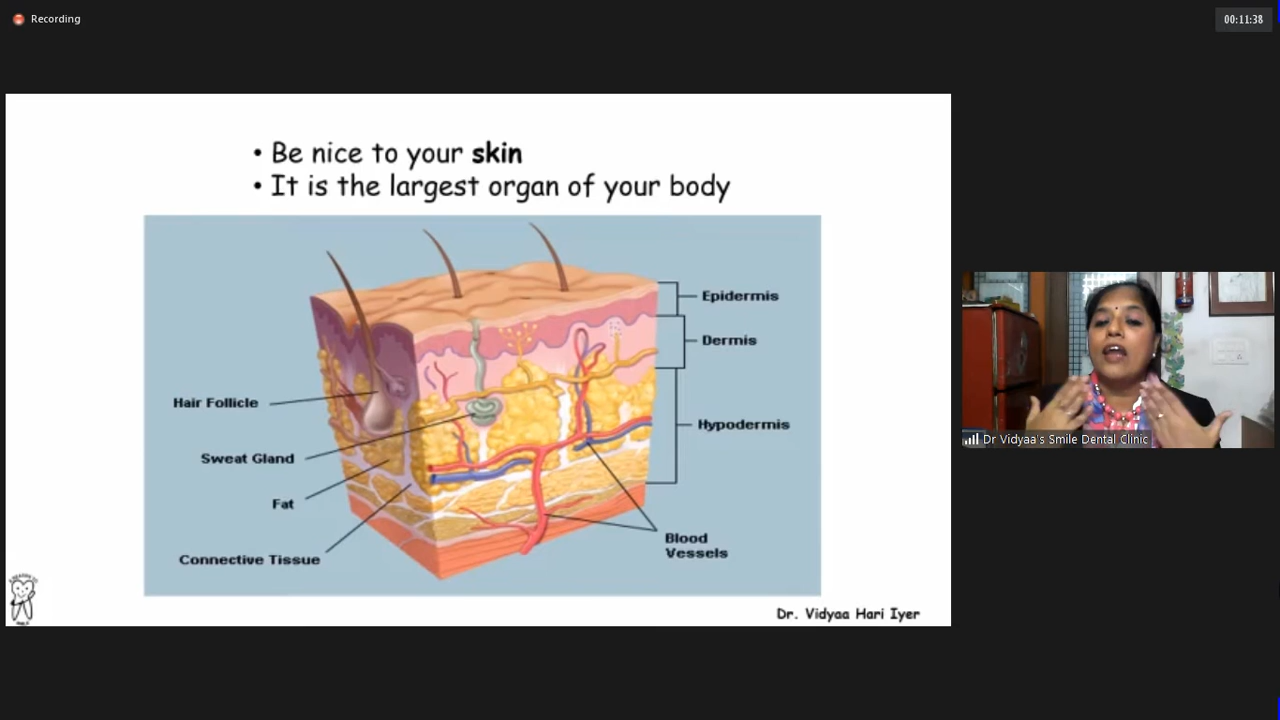 Recording
00:11:38
• Be nice to your skin
• It is the largest organ of your body
Epidermis
Dermis
Hair Follicle
Hypodermis
Sweat Gland
Fat
Blood
Vessels
Connective Tissue
Dr. Vidyaa Hari Iyer
Dr Vidyaa's Smile Dental Clinic